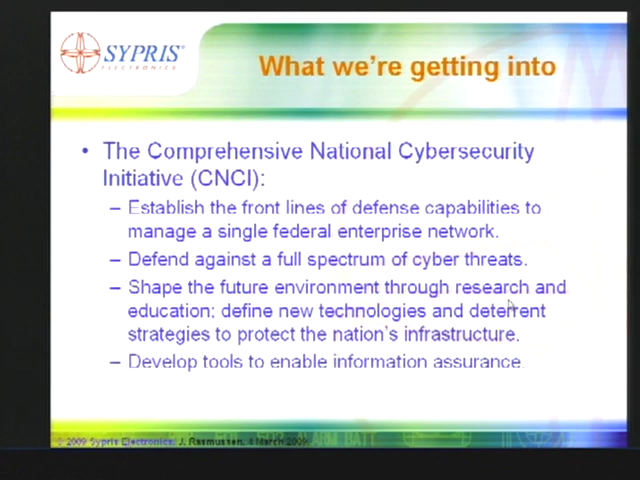 SYPRIS®
ELECTRONICS
What we're getting into
• The Comprehensive National Cybersecurity
Initiative (CNCI):
– Establish the front lines of defense capabilities to
manage a single federal enterprise network.
– Defend against a full spectrum of cyber threats.
– Shape the future environment through research and
education; define new technologies and deterrent
strategies to protect the nation's infrastructure.
– Develop tools to enable information assurance.
© 2009 Sypris Electronics; J. Rasmussen, 4 March 2009
ALARM BATT